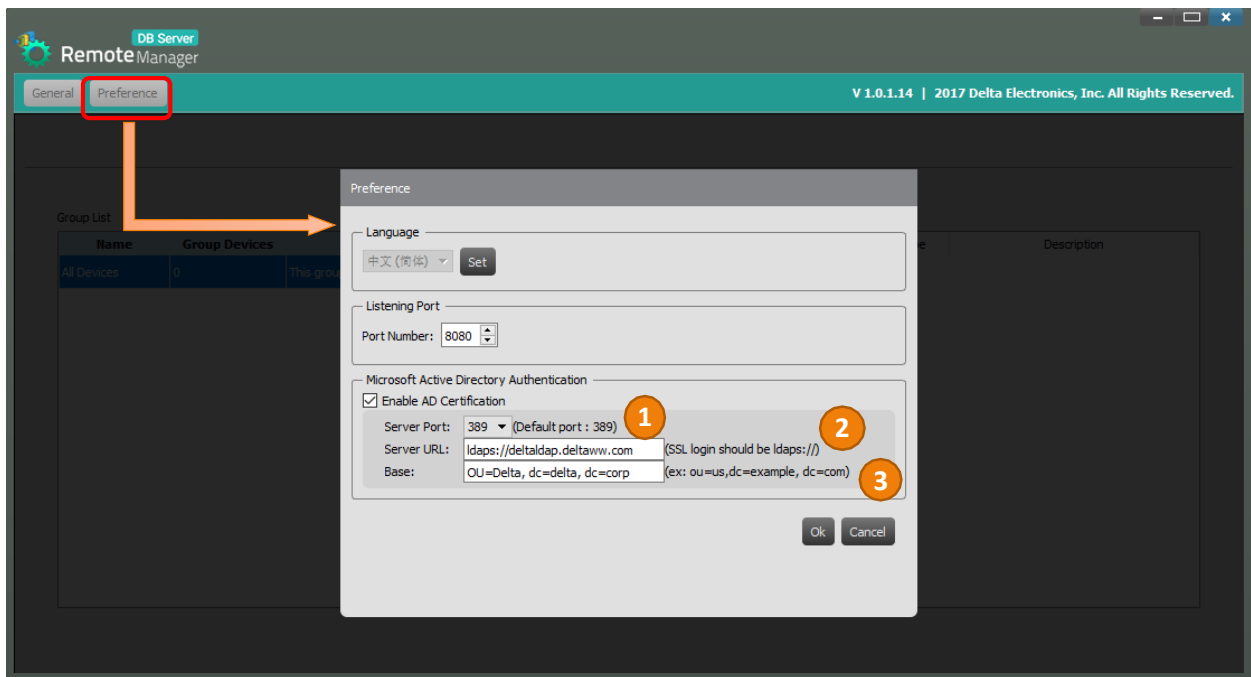 DB Server
RemoteManager
General Preference
V 1.0.1.14 | 2017 Delta Electronics, Inc. All Rights Reserved.
Preference
Group List
Name Group Devices Description
All Devices 0 This group
Language
中文 (简体) Set
Listening Port
Port Number: 8080
Microsoft Active Directory Authentication
Enable AD Certification
Server Port: 389 (Default port : 389) 1
Server URL: ldaps://deltaldap.deltaww.com (SSL login should be ldaps://) 2
Base: OU=Delta, dc=delta, dc=corp (ex: ou=us,dc=example, dc=com) 3
Ok Cancel